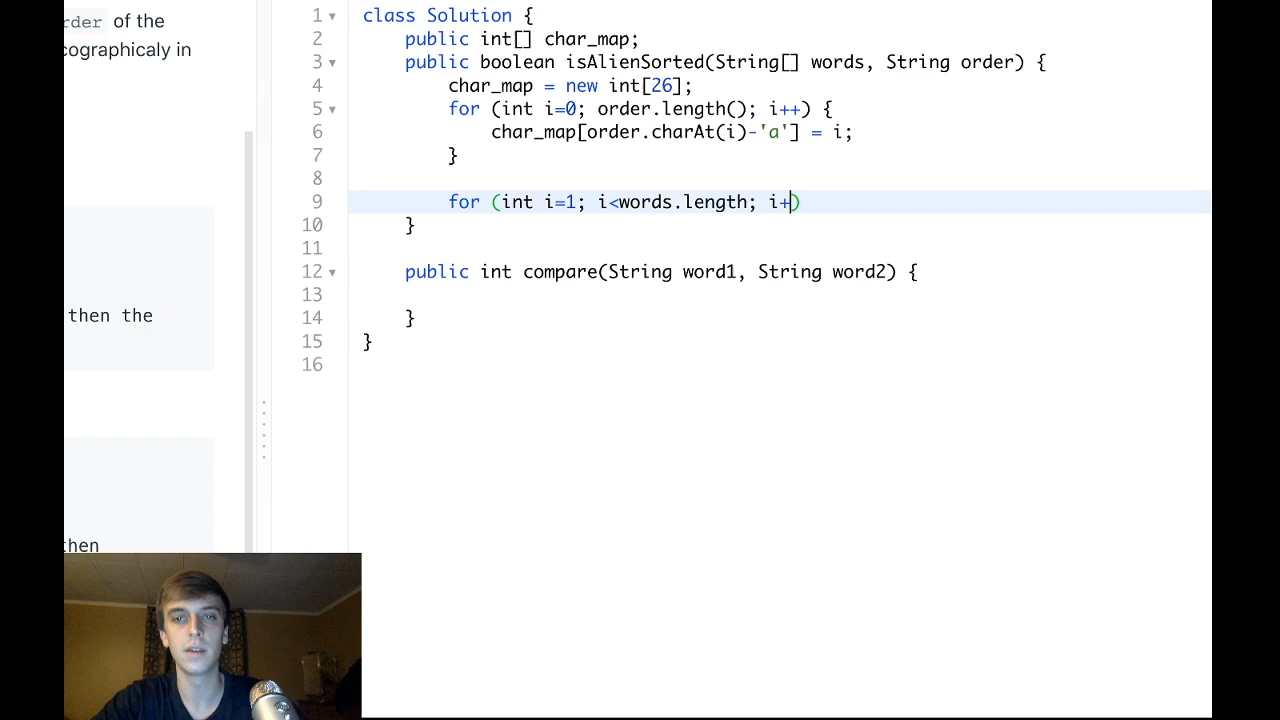 rder of the
cographicaly in
then the
then
1 class Solution {
2 public int[] char_map;
3 public boolean isAlienSorted(String[] words, String order) {
4 char_map = new int[26];
5 for (int i=0; order.length(); i++) {
6 char_map[order.charAt(i)-'a'] = i;
7 }
8
9 for (int i=1; i<words.length; i+)
10 }
11
12 public int compare(String word1, String word2) {
13
14 }
15 }
16